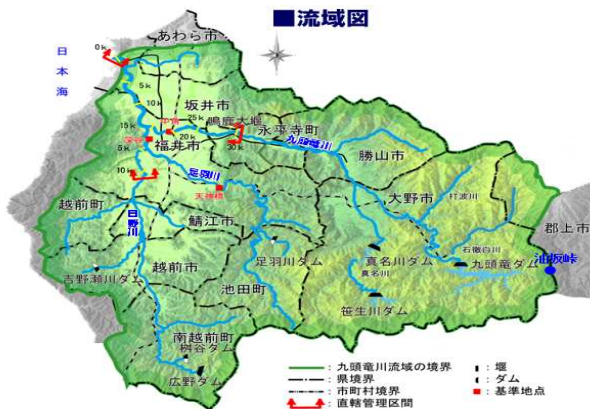 ■流域図
日本海
あわら市
0k
5k
10k
坂井市
鳴鹿大堰
永平寺町
15k
中角
25k
20k
30k
九頭竜川
勝山市
深谷
福井市
5k
10k
足羽川
天神橋
大野市
打波川
越前町
日野川
鯖江市
石徹白川
郡上市
油坂峠
足羽川ダム
真名川ダム
真名川
九頭竜ダム
吉野瀬川ダム
越前市
池田町
笹生川ダム
南越前町
桝谷ダム
広野ダム
:九頭竜川流域の境界
:県境界
:市町村境界
:直轄管理区間
:堰
:ダム
:基準地点